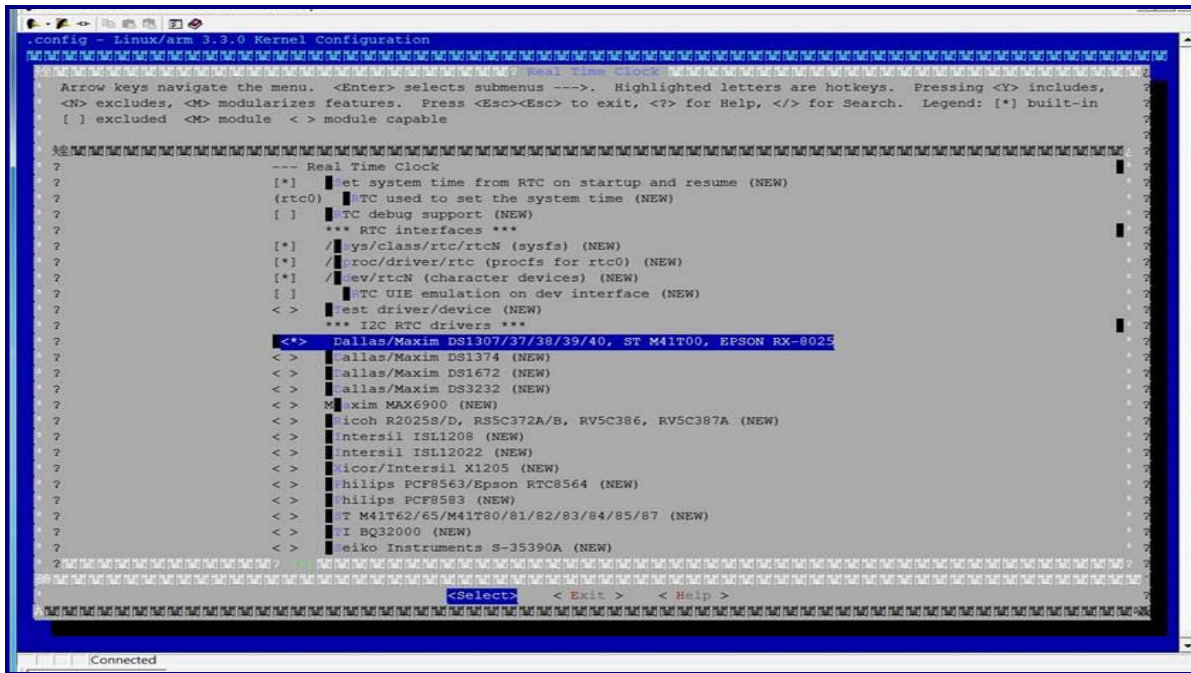 .config - Linux/arm 3.3.0 Kernel Configuration
Real Time Clock
Arrow keys navigate the menu. <Enter> selects submenus --->. Highlighted letters are hotkeys. Pressing <Y> includes,
<N> excludes, <M> modularizes features. Press <Esc><Esc> to exit, <?> for Help, </> for Search. Legend: [*] built-in
[ ] excluded <M> module < > module capable
--- Real Time Clock
[*] Set system time from RTC on startup and resume (NEW)
(rtc0) RTC used to set the system time (NEW)
[ ] RTC debug support (NEW)
*** RTC interfaces ***
[*] /sys/class/rtc/rtcN (sysfs) (NEW)
[*] /proc/driver/rtc (procfs for rtc0) (NEW)
[*] /dev/rtcN (character devices) (NEW)
[ ] RTC UIE emulation on dev interface (NEW)
< > Test driver/device (NEW)
*** I2C RTC drivers ***
<*> Dallas/Maxim DS1307/37/38/39/40, ST M41T00, EPSON RX-8025
< > Dallas/Maxim DS1374 (NEW)
< > Dallas/Maxim DS1672 (NEW)
< > Dallas/Maxim DS3232 (NEW)
< > Maxim MAX6900 (NEW)
< > Ricoh R2025S/D, RS5C372A/B, RV5C386, RV5C387A (NEW)
< > Intersil ISL1208 (NEW)
< > Intersil ISL12022 (NEW)
< > Xicor/Intersil X1205 (NEW)
< > Philips PCF8563/Epson RTC8564 (NEW)
< > Philips PCF8583 (NEW)
< > ST M41T62/65/M41T80/81/82/83/84/85/87 (NEW)
< > TI BQ32000 (NEW)
< > Seiko Instruments S-35390A (NEW)
<Select> < Exit > < Help >
Connected